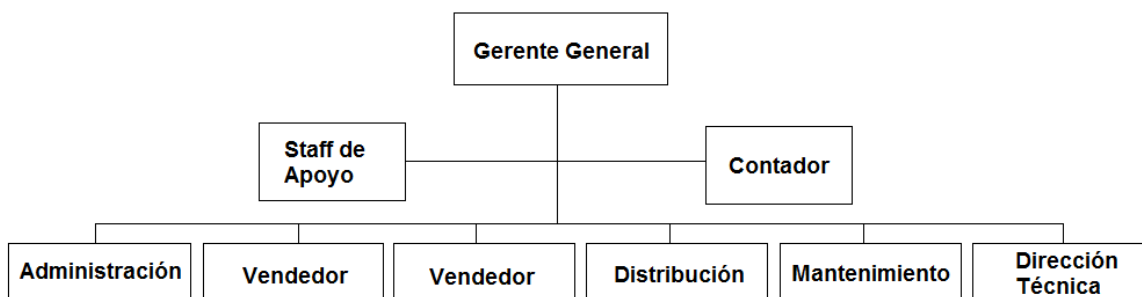 Gerente General
Staff de
Apoyo
Contador
Administración
Vendedor
Vendedor
Distribución
Mantenimiento
Dirección
Técnica